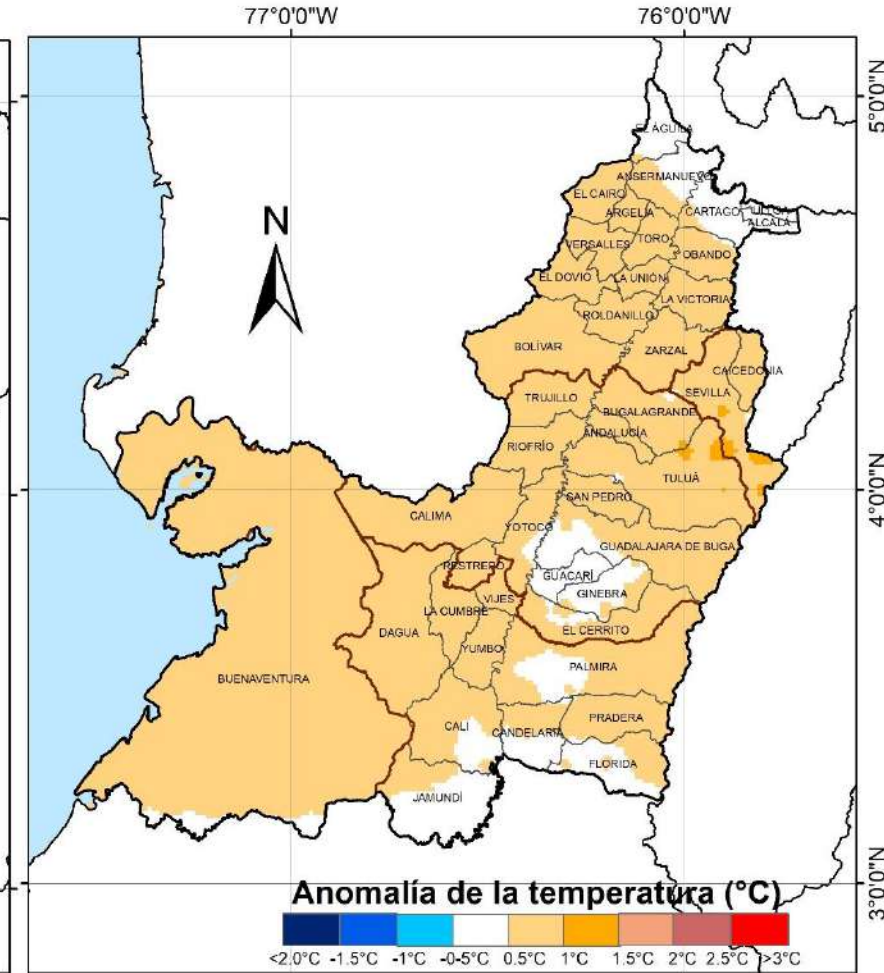 77°0'0"W
76°0'0"W
5°0'0"N
4°0'0"N
3°0'0"N
N
EL ÁGUILA
ANSERMANUEVO
EL CAIRO
ARGELIA
CARTAGO
ULLOA
ALCALÁ
VERSALLES
TORO
OBANDO
EL DOVIO
LA UNIÓN
LA VICTORIA
ROLDANILLO
BOLÍVAR
ZARZAL
CAICEDONIA
TRUJILLO
SEVILLA
BUGALAGRANDE
ANDALUCÍA
RIOFRÍO
TULUÁ
SAN PEDRO
CALIMA
YOTOCO
GUADALAJARA DE BUGA
RESTREPO
GUACARÍ
GINEBRA
VIJES
LA CUMBRE
DAGUA
EL CERRITO
YUMBO
PALMIRA
BUENAVENTURA
PRADERA
CALI
CANDELARIA
FLORIDA
JAMUNDÍ
Anomalía de la temperatura (°C)
<2.0°C -1.5°C -1°C -0-5°C 0.5°C 1°C 1.5°C 2°C 2.5°C >3°C